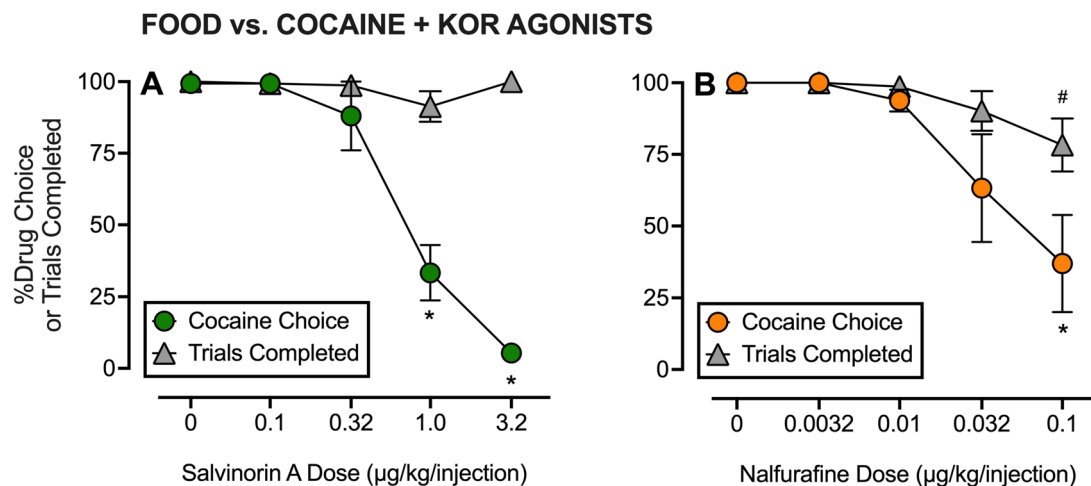 FOOD vs. COCAINE + KOR AGONISTS
%Drug Choice
or Trials Completed
A
100
75
50
25
0
*
*
Cocaine Choice
Trials Completed
0 0.1 0.32 1.0 3.2
Salvinorin A Dose (µg/kg/injection)
B
100
75
50
25
0
#
*
Cocaine Choice
Trials Completed
0 0.0032 0.01 0.032 0.1
Nalfurafine Dose (µg/kg/injection)